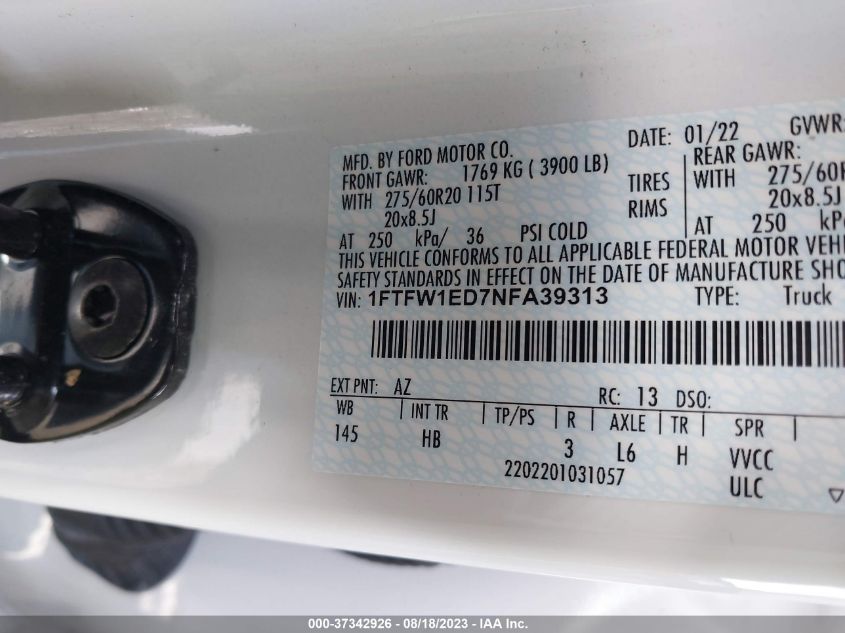 DATE: 01/22 GVWR:
MFD. BY FORD MOTOR CO.
FRONT GAWR: 1769 KG ( 3900 LB) REAR GAWR:
WITH 275/60R20 115T TIRES WITH 275/60R
20x8.5J RIMS 20x8.5J
AT 250 kPa/ 36 PSI COLD AT 250 kPa
THIS VEHICLE CONFORMS TO ALL APPLICABLE FEDERAL MOTOR VEHI
SAFETY STANDARDS IN EFFECT ON THE DATE OF MANUFACTURE SHO
VIN: 1FTFW1ED7NFA39313 TYPE: Truck
EXT PNT: AZ RC: 13 DSO:
WB INT TR TP/PS R AXLE TR SPR
145 HB 3 L6 H VVCC
2202201031057 ULC
000-37342926 - 08/18/2023 - IAA Inc.